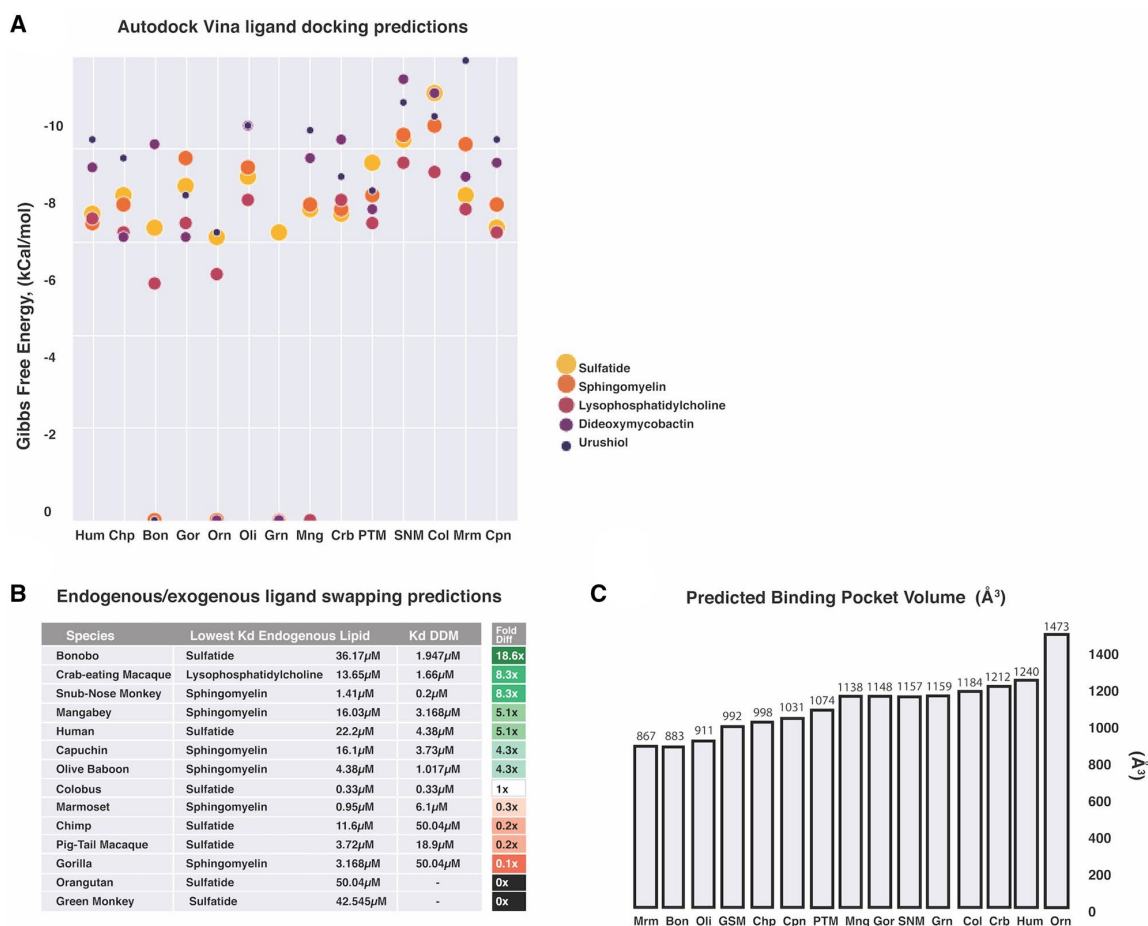 A
Autodock Vina ligand docking predictions
Gibbs Free Energy, (kCal/mol)
-10
-8
-6
-4
-2
0
Hum Chp Bon Gor Orn Oli Grn Mng Crb PTM SNM Col Mrm Cpn
Sulfatide
Sphingomyelin
Lysophosphatidylcholine
Dideoxymycobactin
Urushiol
B
Endogenous/exogenous ligand swapping predictions
Species Lowest Kd Endogenous Lipid Kd DDM Fold Diff
Bonobo Sulfatide 36.17µM 1.947µM 18.6x
Crab-eating Macaque Lysophosphatidylcholine 13.65µM 1.66µM 8.3x
Snub-Nose Monkey Sphingomyelin 1.41µM 0.2µM 8.3x
Mangabey Sphingomyelin 16.03µM 3.168µM 5.1x
Human Sulfatide 22.2µM 4.38µM 5.1x
Capuchin Sphingomyelin 16.1µM 3.73µM 4.3x
Olive Baboon Sphingomyelin 4.38µM 1.017µM 4.3x
Colobus Sulfatide 0.33µM 0.33µM 1x
Marmoset Sphingomyelin 0.95µM 6.1µM 0.3x
Chimp Sulfatide 11.6µM 50.04µM 0.2x
Pig-Tail Macaque Sulfatide 3.72µM 18.9µM 0.2x
Gorilla Sphingomyelin 3.168µM 50.04µM 0.1x
Orangutan Sulfatide 50.04µM - 0x
Green Monkey Sulfatide 42.545µM - 0x
C
Predicted Binding Pocket Volume (Å³)
867 883 911 992 998 1031 1074 1138 1148 1157 1159 1184 1212 1240 1473
1400
1200
1000
800
600
400
200
0
(Å³)
Mrm Bon Oli GSM Chp Cpn PTM Mng Gor SNM Grn Col Crb Hum Orn